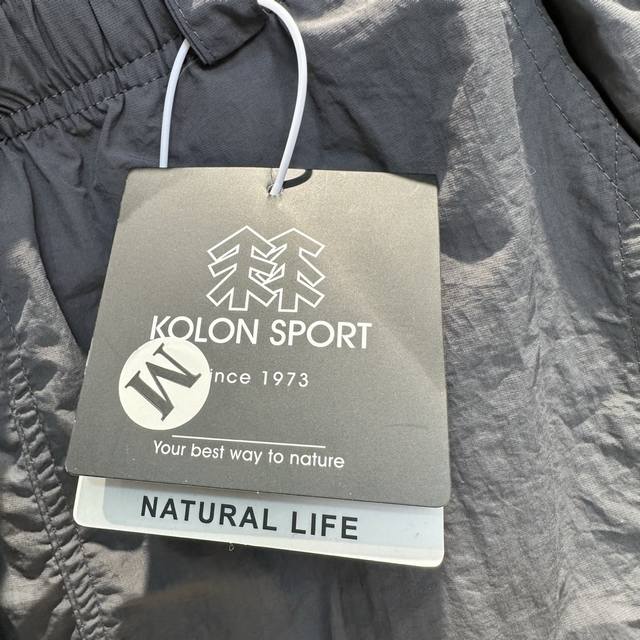 KOLON SPORT
M
ince 1973
Your best way to nature
NATURAL LIFE